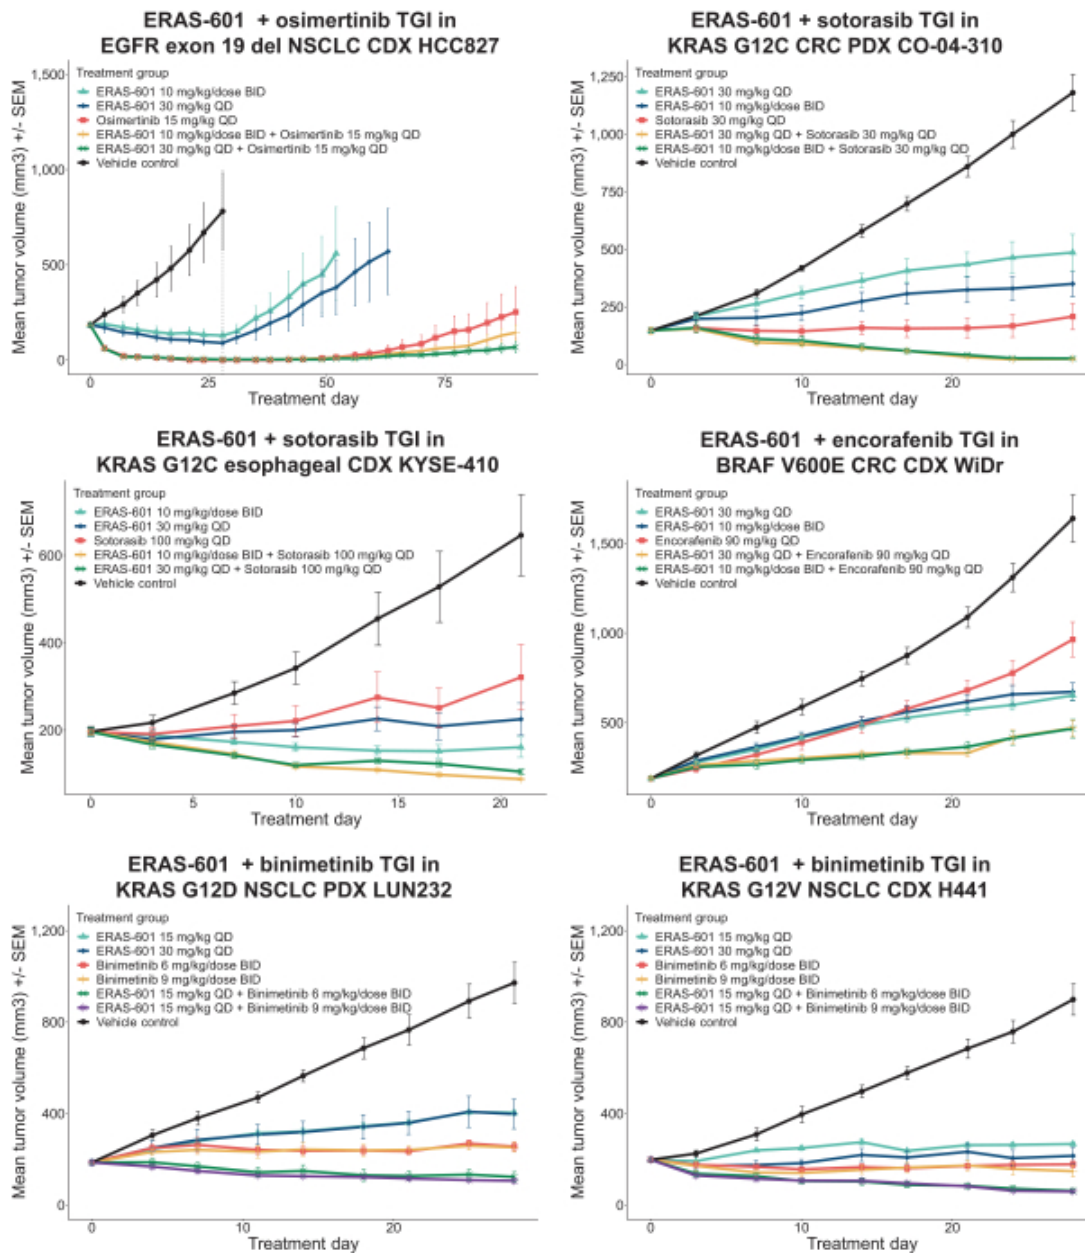 ERAS-601 + osimertinib TGI in
EGFR exon 19 del NSCLC CDX HCC827
Mean tumor volume (mm3) +/- SEM
1,500
1,000
500
0
Treatment group
ERAS-601 10 mg/kg/dose BID
ERAS-601 30 mg/kg QD
Osimertinib 15 mg/kg QD
ERAS-601 10 mg/kg/dose BID + Osimertinib 15 mg/kg QD
ERAS-601 30 mg/kg QD + Osimertinib 15 mg/kg QD
Vehicle control
0 25 50 75
Treatment day
ERAS-601 + sotorasib TGI in
KRAS G12C CRC PDX CO-04-310
Mean tumor volume (mm3) +/- SEM
1,250
1,000
750
500
250
0
Treatment group
ERAS-601 30 mg/kg QD
ERAS-601 10 mg/kg/dose BID
Sotorasib 30 mg/kg QD
ERAS-601 30 mg/kg QD + Sotorasib 30 mg/kg QD
ERAS-601 10 mg/kg/dose BID + Sotorasib 30 mg/kg QD
Vehicle control
0 10 20
Treatment day
ERAS-601 + sotorasib TGI in
KRAS G12C esophageal CDX KYSE-410
Mean tumor volume (mm3) +/- SEM
600
400
200
Treatment group
ERAS-601 10 mg/kg/dose BID
ERAS-601 30 mg/kg QD
Sotorasib 100 mg/kg QD
ERAS-601 10 mg/kg/dose BID + Sotorasib 100 mg/kg QD
ERAS-601 30 mg/kg QD + Sotorasib 100 mg/kg QD
Vehicle control
0 5 10 15 20
Treatment day
ERAS-601 + encorafenib TGI in
BRAF V600E CRC CDX WiDr
Mean tumor volume (mm3) +/- SEM
1,500
1,000
500
Treatment group
ERAS-601 30 mg/kg QD
ERAS-601 10 mg/kg/dose BID
Encorafenib 90 mg/kg QD
ERAS-601 30 mg/kg QD + Encorafenib 90 mg/kg QD
ERAS-601 10 mg/kg/dose BID + Encorafenib 90 mg/kg QD
Vehicle control
0 10 20
Treatment day
ERAS-601 + binimetinib TGI in
KRAS G12D NSCLC PDX LUN232
Mean tumor volume (mm3) +/- SEM
1,200
800
400
0
Treatment group
ERAS-601 15 mg/kg QD
ERAS-601 30 mg/kg QD
Binimetinib 6 mg/kg/dose BID
Binimetinib 9 mg/kg/dose BID
ERAS-601 15 mg/kg QD + Binimetinib 6 mg/kg/dose BID
ERAS-601 15 mg/kg QD + Binimetinib 9 mg/kg/dose BID
Vehicle control
0 10 20
Treatment day
ERAS-601 + binimetinib TGI in
KRAS G12V NSCLC CDX H441
Mean tumor volume (mm3) +/- SEM
1,200
800
400
0
Treatment group
ERAS-601 15 mg/kg QD
ERAS-601 30 mg/kg QD
Binimetinib 6 mg/kg/dose BID
Binimetinib 9 mg/kg/dose BID
ERAS-601 15 mg/kg QD + Binimetinib 6 mg/kg/dose BID
ERAS-601 15 mg/kg QD + Binimetinib 9 mg/kg/dose BID
Vehicle control
0 10 20
Treatment day